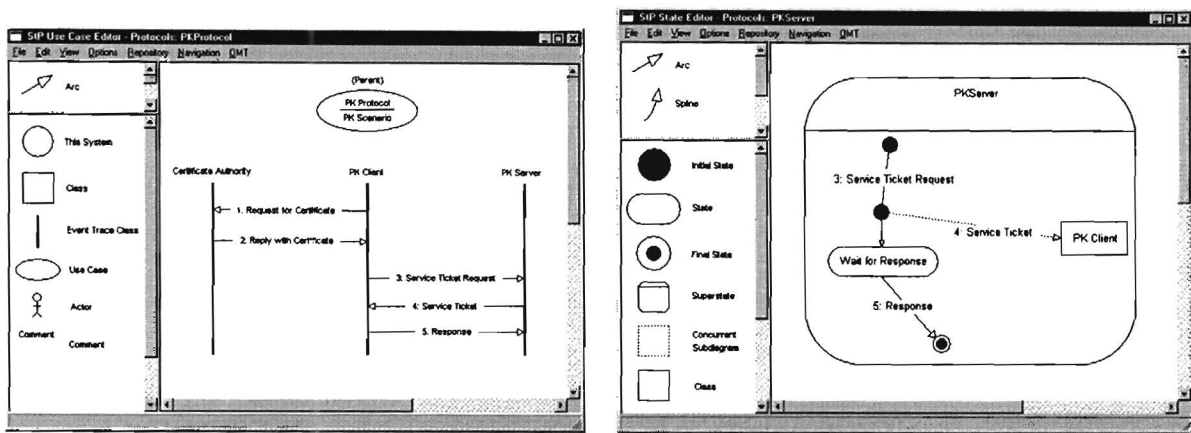 StP Use Case Editor - Protocols: PKProtocol
File Edit View Options Repository Navigation OMT
Arc
This System
Class
Event Trace Class
Use Case
Actor
Comment
Comment
(Parent)
PK Protocol
PK Scenario
Certificate Authority PK Client PK Server
1. Request for Certificate
2: Reply with Certificate
3: Service Ticket Request
4: Service Ticket
5. Response
StP State Editor - Protocols: PKServer
File Edit View Options Repository Navigation OMT
Arc
Spline
Initial State
State
Final State
Superstate
Concurrent
Subdiagram
Class
PKServer
3: Service Ticket Request
4: Service Ticket
PK Client
Wait for Response
5: Response